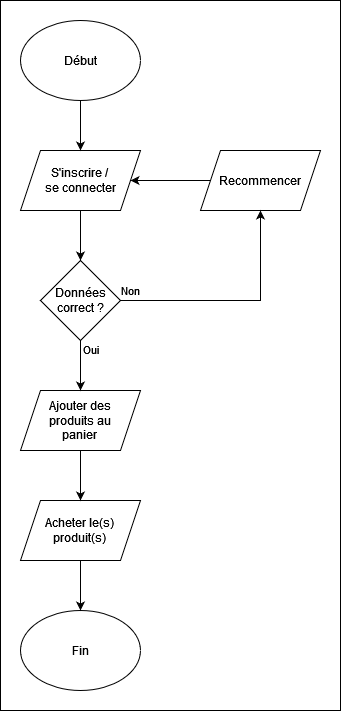 Début
S'inscrire /
se connecter
Recommencer
Données
correct ?
Non
Oui
Ajouter des
produits au
panier
Acheter le(s)
produit(s)
Fin